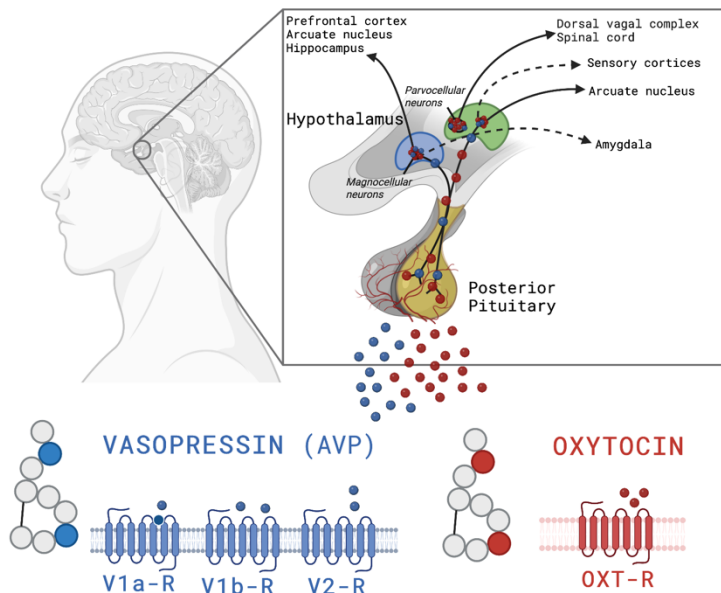 Prefrontal cortex
Arcuate nucleus
Hippocampus
Dorsal vagal complex
Spinal cord
Sensory cortices
Parvocellular
neurons
Arcuate nucleus
Hypothalamus
Amygdala
Magnocellular
neurons
Posterior
Pituitary
VASOPRESSIN (AVP)
OXYTOCIN
V1a-R
V1b-R
V2-R
OXT-R